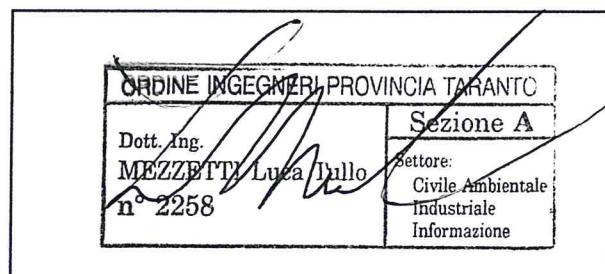 ORDINE INGEGNERI PROVINCIA TARANTO
Dott. Ing.
MEZZETTI Luca Tullo
n° 2258
Sezione A
Settore:
Civile Ambientale
Industriale
Informazione